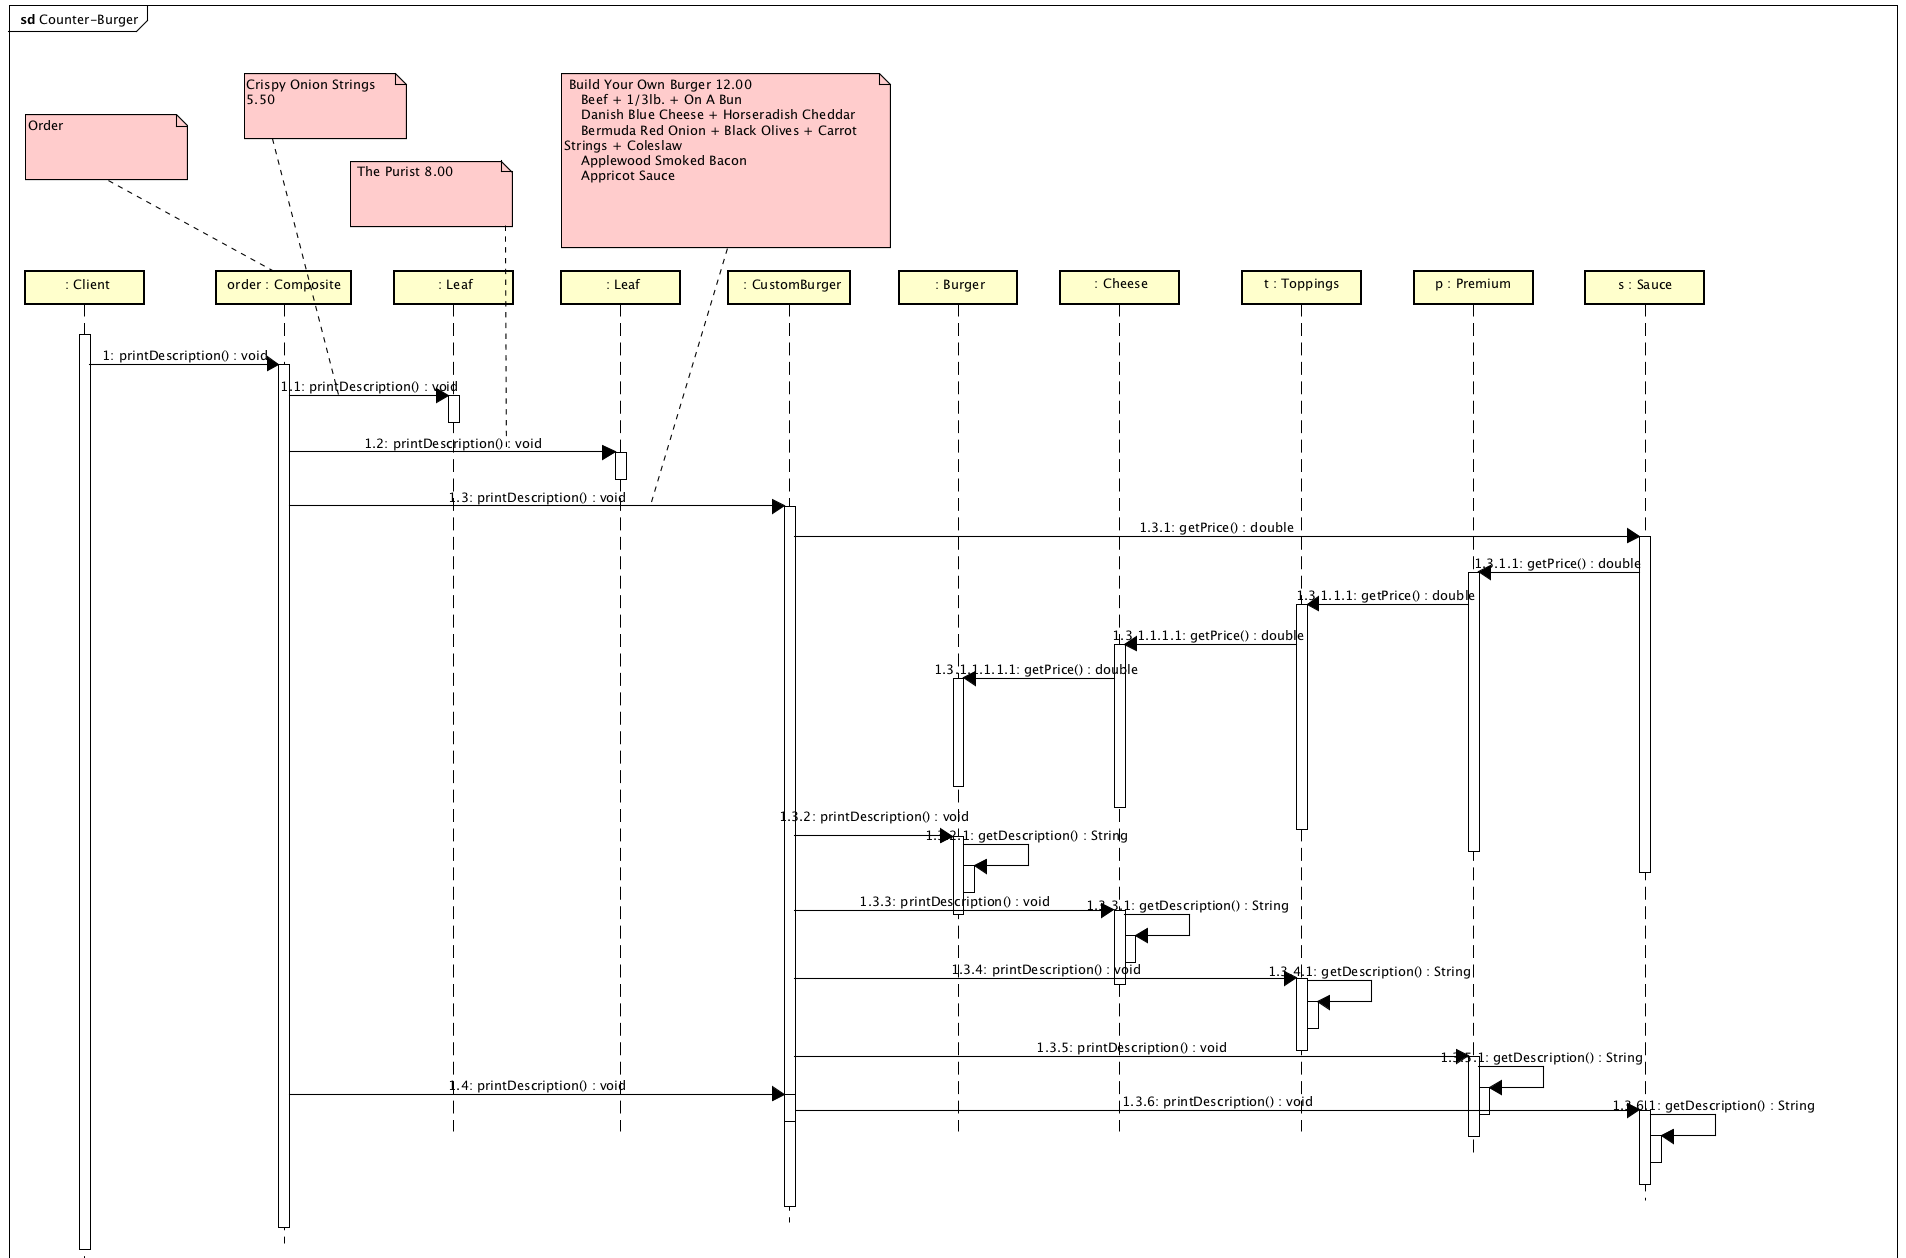 sd Counter-Burger
Crispy Onion Strings
5.50
Build Your Own Burger 12.00
Beef + 1/3lb. + On A Bun
Danish Blue Cheese + Horseradish Cheddar
Bermuda Red Onion + Black Olives + Carrot
Strings + Coleslaw
Applewood Smoked Bacon
Appricot Sauce
Order
The Purist 8.00
: Client
order : Composite
: Leaf
: Leaf
: CustomBurger
: Burger
: Cheese
t : Toppings
p : Premium
s : Sauce
1: printDescription() : void
1.1: printDescription() : void
1.2: printDescription() : void
1.3: printDescription() : void
1.3.1: getPrice() : double
1.3.1.1: getPrice() : double
1.3.1.1.1: getPrice() : double
1.3.1.1.1.1: getPrice() : double
1.3.1.1.1.1.1: getPrice() : double
1.3.2: printDescription() : void
1.3.2.1: getDescription() : String
1.3.3: printDescription() : void
1.3.3.1: getDescription() : String
1.3.4: printDescription() : void
1.3.4.1: getDescription() : String
1.3.5: printDescription() : void
1.3.5.1: getDescription() : String
1.4: printDescription() : void
1.3.6: printDescription() : void
1.3.6.1: getDescription() : String